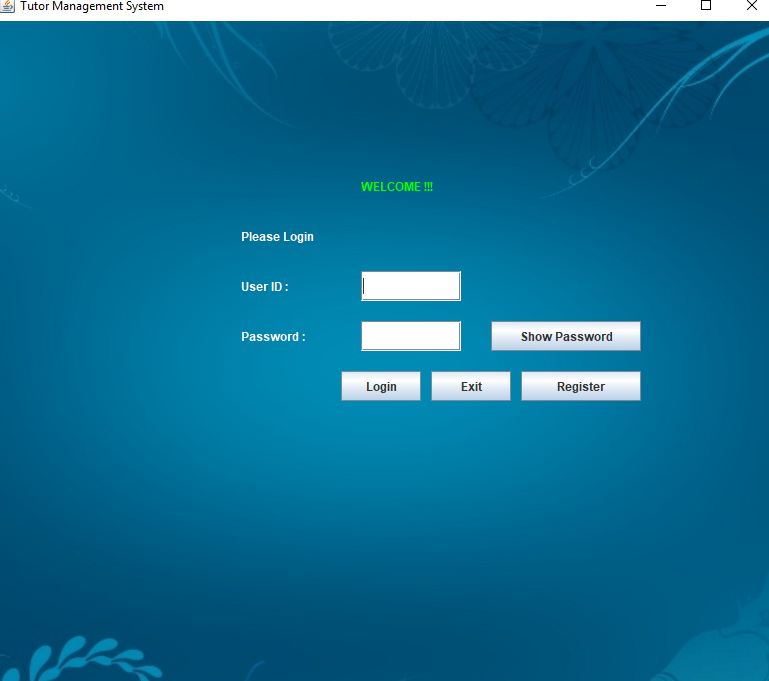 Tutor Management System
WELCOME !!!
Please Login
User ID :
Password :
Show Password
Login
Exit
Register